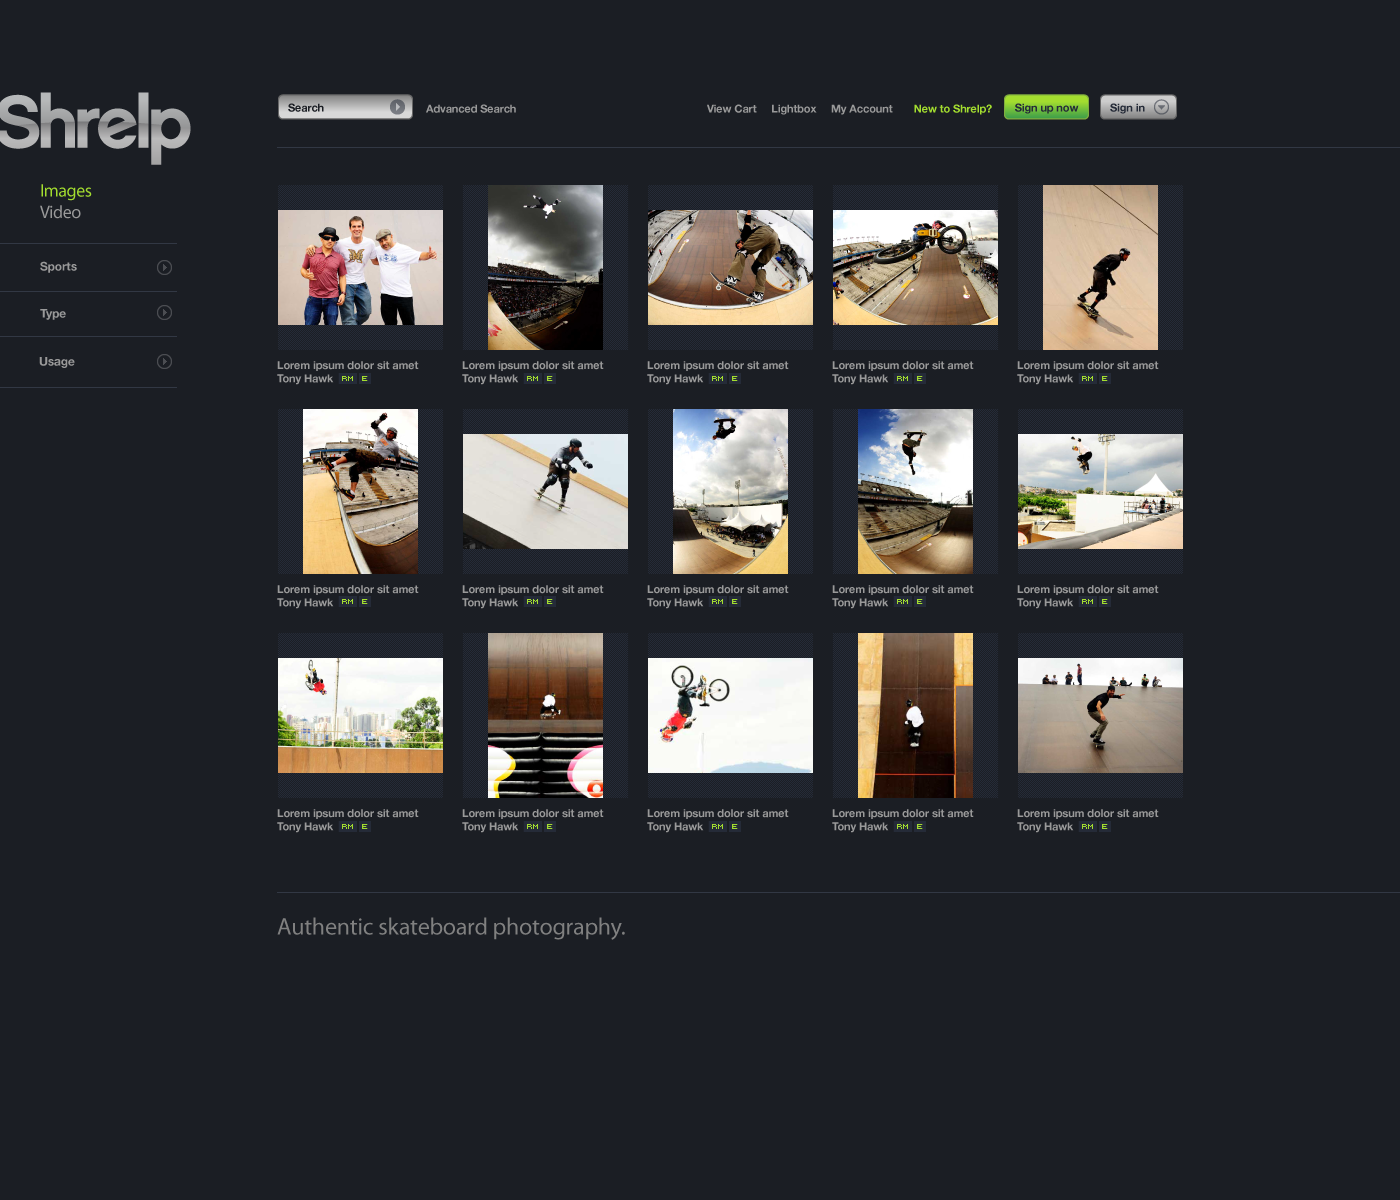 Shrelp
Search
Advanced Search
View Cart
Lightbox
My Account
New to Shrelp?
Sign up now
Sign in
Images
Video
Sports
Type
Usage
Lorem ipsum dolor sit amet
Tony Hawk RM E
Lorem ipsum dolor sit amet
Tony Hawk RM E
Lorem ipsum dolor sit amet
Tony Hawk RM E
Lorem ipsum dolor sit amet
Tony Hawk RM E
Lorem ipsum dolor sit amet
Tony Hawk RM E
Lorem ipsum dolor sit amet
Tony Hawk RM E
Lorem ipsum dolor sit amet
Tony Hawk RM E
Lorem ipsum dolor sit amet
Tony Hawk RM E
Lorem ipsum dolor sit amet
Tony Hawk RM E
Lorem ipsum dolor sit amet
Tony Hawk RM E
Lorem ipsum dolor sit amet
Tony Hawk RM E
Lorem ipsum dolor sit amet
Tony Hawk RM E
Lorem ipsum dolor sit amet
Tony Hawk RM E
Lorem ipsum dolor sit amet
Tony Hawk RM E
Lorem ipsum dolor sit amet
Tony Hawk RM E
Authentic skateboard photography.